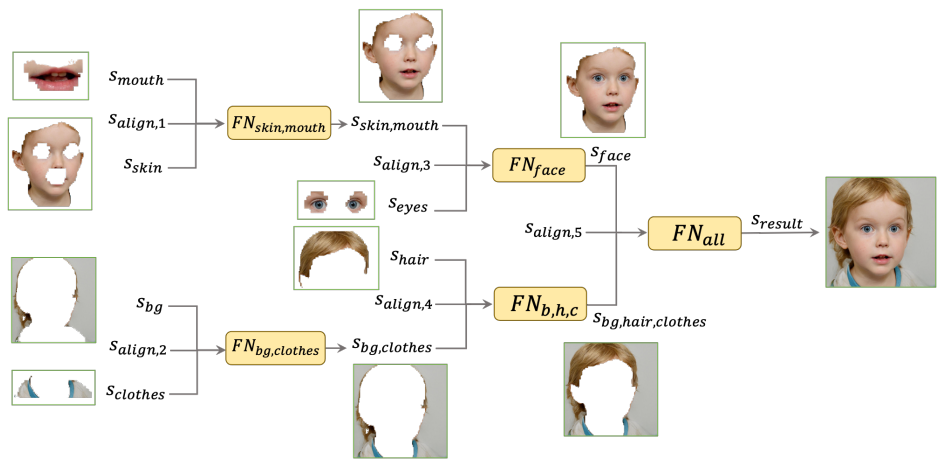 s_mouth
s_align,1
s_skin
FN_skin,mouth
s_skin,mouth
s_align,3
s_eyes
FN_face
s_face
s_align,5
FN_all
s_result
s_hair
s_align,4
FN_b,h,c
s_bg,hair,clothes
s_bg
s_align,2
s_clothes
FN_bg,clothes
s_bg,clothes